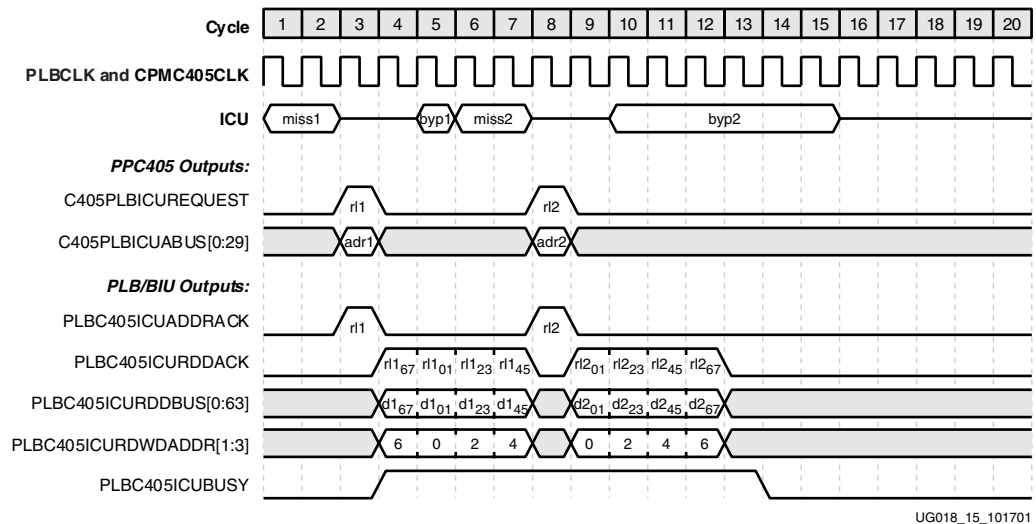 Cycle 1 2 3 4 5 6 7 8 9 10 11 12 13 14 15 16 17 18 19 20
PLBCLK and CPMC405CLK
ICU miss1 byp1 miss2 byp2
PPC405 Outputs:
C405PLBICUREQUEST rl1 rl2
C405PLBICUABUS[0:29] adr1 adr2
PLB/BIU Outputs:
PLBC405ICUADDRACK rl1 rl2
PLBC405ICURDDACK rl1₆₇ rl1₀₁ rl1₂₃ rl1₄₅ rl2₀₁ rl2₂₃ rl2₄₅ rl2₆₇
PLBC405ICURDDBUS[0:63] d1₆₇ d1₀₁ d1₂₃ d1₄₅ d2₀₁ d2₂₃ d2₄₅ d2₆₇
PLBC405ICURDWDADDR[1:3] 6 0 2 4 0 2 4 6
PLBC405ICUBUSY
UG018_15_101701